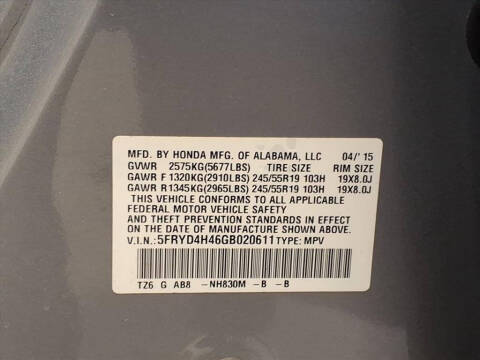 MFD. BY HONDA MFG. OF ALABAMA, LLC 04/'15
GVWR 2575KG(5677LBS) TIRE SIZE RIM SIZE
GAWR F 1320KG(2910LBS) 245/55R19 103H 19X8.0J
GAWR R 1345KG(2965LBS) 245/55R19 103H 19X8.0J
THIS VEHICLE CONFORMS TO ALL APPLICABLE
FEDERAL MOTOR VEHICLE SAFETY
AND THEFT PREVENTION STANDARDS IN EFFECT
ON THE DATE OF MANUFACTURE SHOWN ABOVE.
V.I.N.: 5FRYD4H46GB020611 TYPE: MPV
TZ6 G AB8 -NH830M -B -B